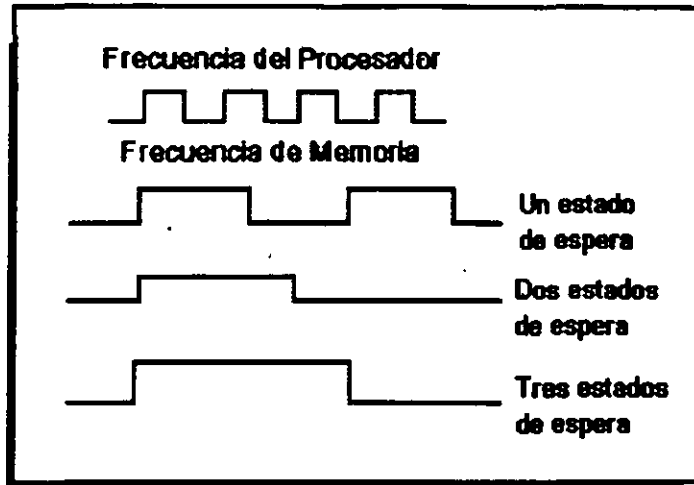 Frecuencia del Procesador
Frecuencia de Memoria
Un estado
de espera
Dos estados
de espera
Tres estados
de espera